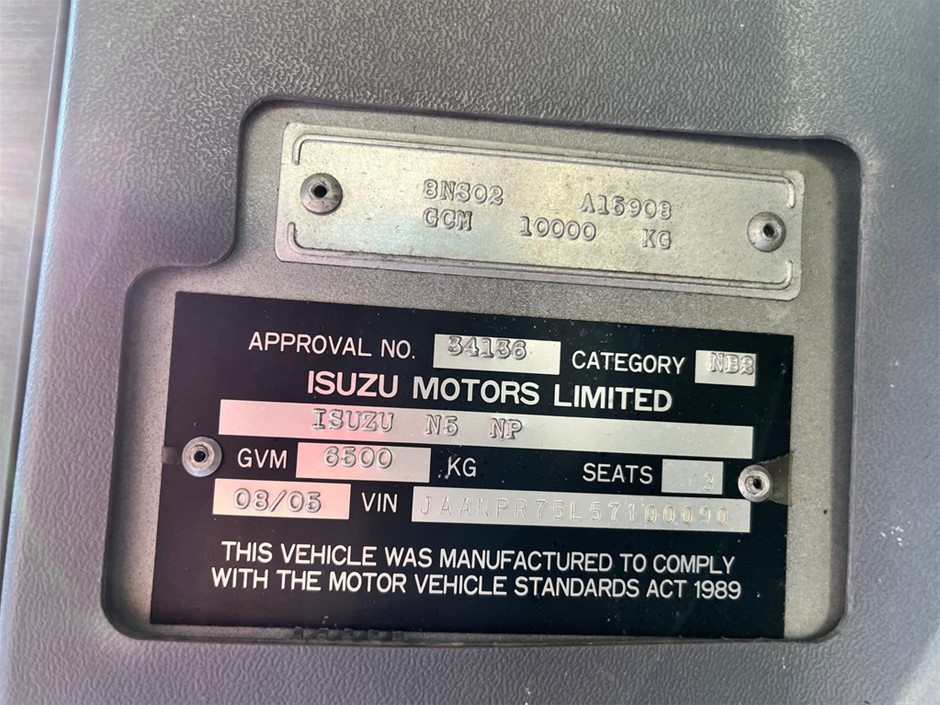 8NS02 A15908
GCM 10000 KG
APPROVAL NO. 34136 CATEGORY NB2
ISUZU MOTORS LIMITED
ISUZU N5 NP
GVM 6500 KG SEATS 3
08/05 VIN JAANPR75L57100090
THIS VEHICLE WAS MANUFACTURED TO COMPLY
WITH THE MOTOR VEHICLE STANDARDS ACT 1989